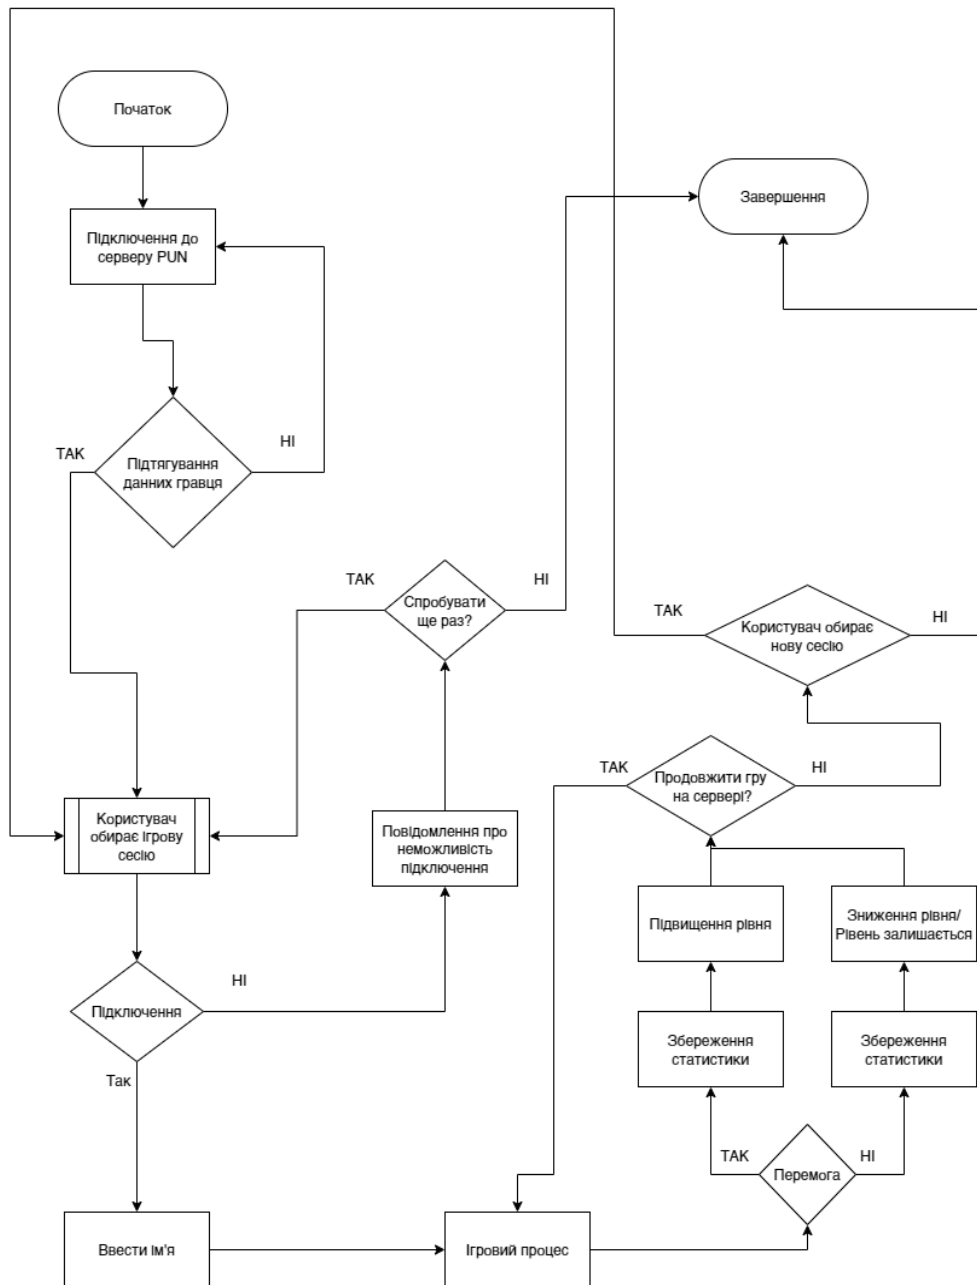 Початок
Завершення
Підключення до
серверу PUN
НІ
ТАК
Підтягування
данних гравця
ТАК
НІ
Спробувати
ще раз?
ТАК
НІ
Користувач обирає
нову сесію
ТАК
НІ
Продовжити гру
на сервері?
Користувач
обирає ігрову
сесію
Повідомлення про
неможливість
підключення
Підвищення рівня
Зниження рівня/
Рівень залишається
НІ
Підключення
Збереження
статистики
Збереження
статистики
Так
ТАК
НІ
Перемога
Ввести ім'я
Ігровий процес